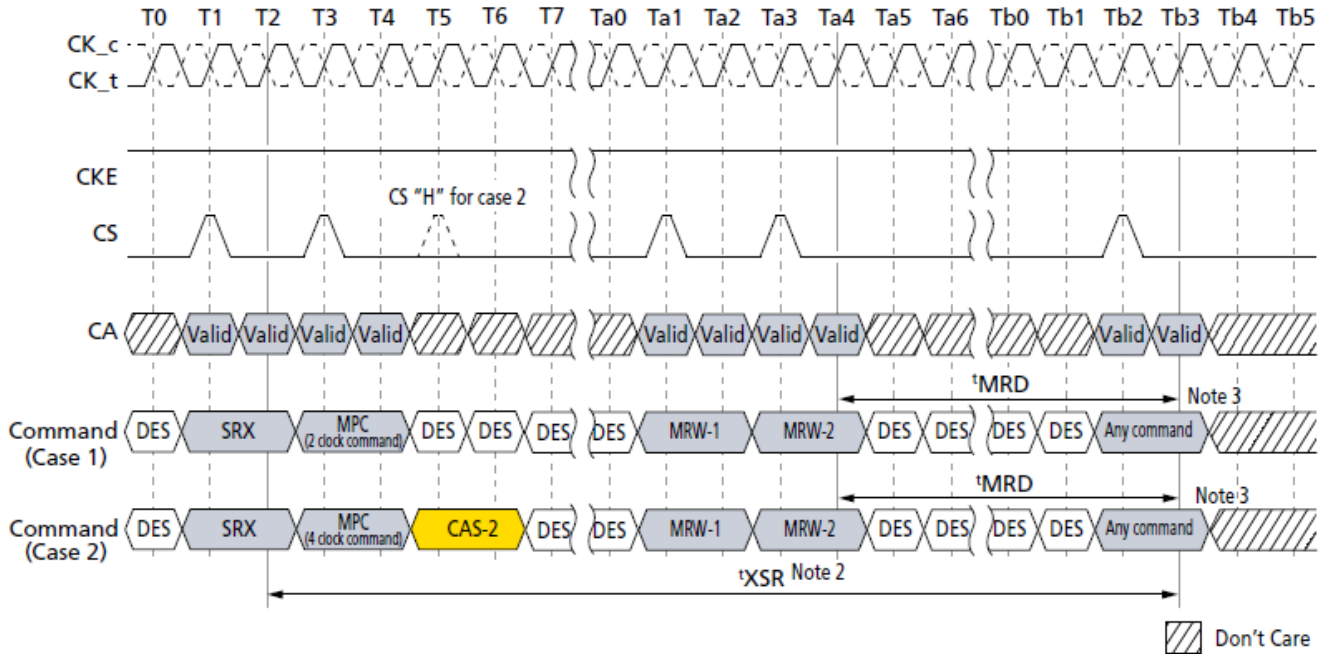 T0 T1 T2 T3 T4 T5 T6 T7 Ta0 Ta1 Ta2 Ta3 Ta4 Ta5 Ta6 Tb0 Tb1 Tb2 Tb3 Tb4 Tb5
CK_c
CK_t
CKE
CS "H" for case 2
CS
CA Valid Valid Valid Valid Valid Valid Valid Valid Valid Valid
tMRD
Note 3
Command (Case 1) DES SRX MPC (2 clock command) DES DES DES DES MRW-1 MRW-2 DES DES DES DES Any command
tMRD
Note 3
Command (Case 2) DES SRX MPC (4 clock command) CAS-2 DES DES MRW-1 MRW-2 DES DES DES DES Any command
tXSR Note 2
Don't Care